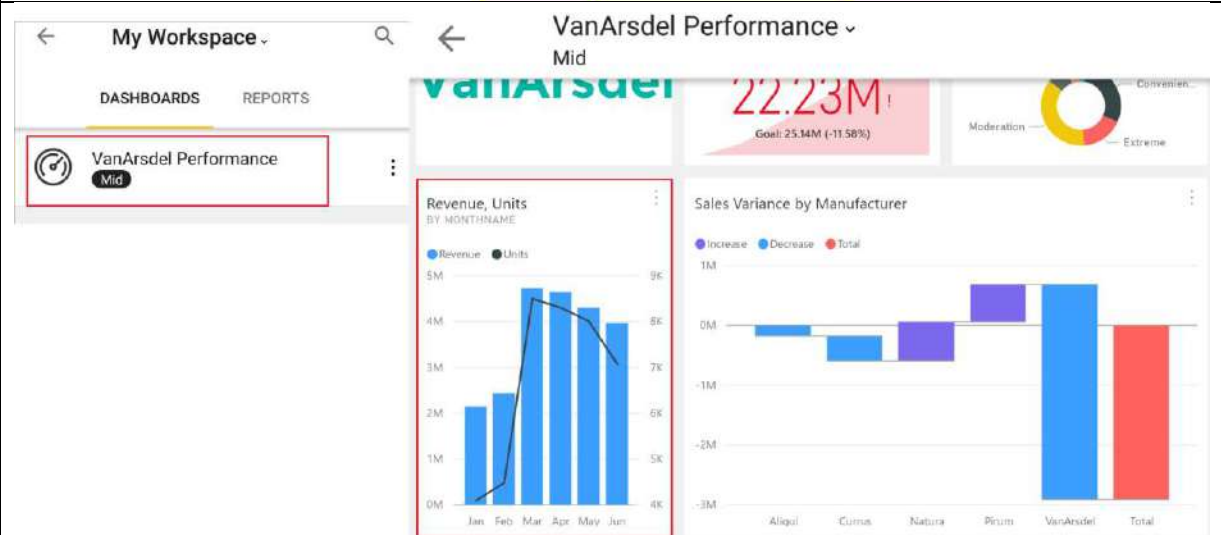 My Workspace
DASHBOARDS REPORTS
VanArsdel Performance
Mid
VanArsdel Performance
Mid
VanArsdel
22.23M!
Goal: 25.14M (-11.58%)
Convenien...
Moderation
Extreme
Revenue, Units
BY MONTHNAME
Revenue Units
5M 9K
4M 8K
3M 7K
2M 6K
1M 5K
0M 4K
Jan Feb Mar Apr May Jun
Sales Variance by Manufacturer
Increase Decrease Total
1M
0M
-1M
-2M
-3M
Aliqui Currus Natura Pirum VanArsdel Total